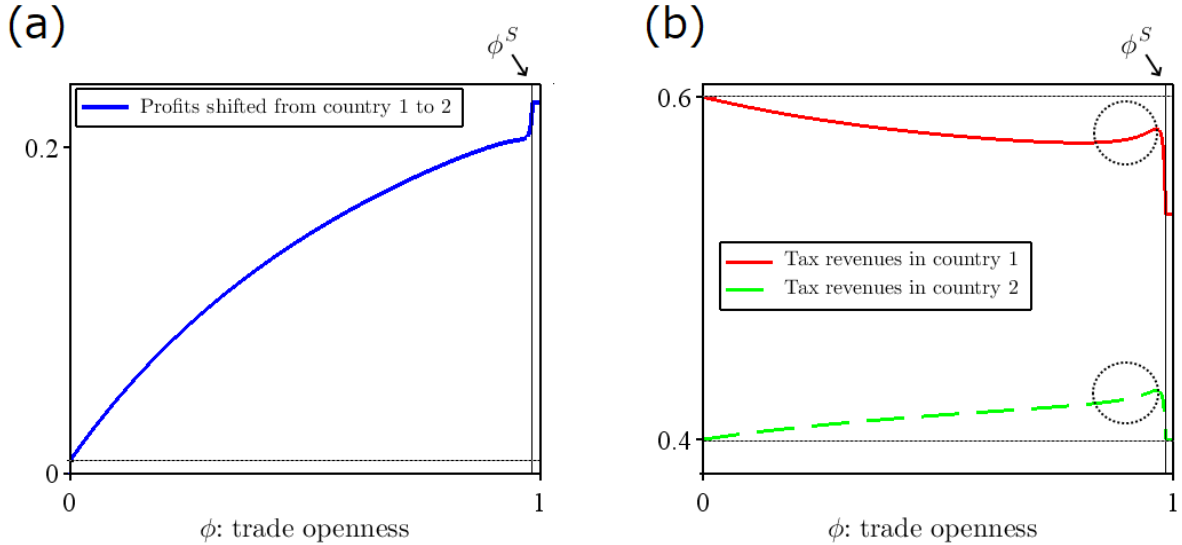 (a)
ϕ^S
Profits shifted from country 1 to 2
0.2
0
0
1
ϕ: trade openness
(b)
ϕ^S
0.6
Tax revenues in country 1
Tax revenues in country 2
0.4
0
1
ϕ: trade openness